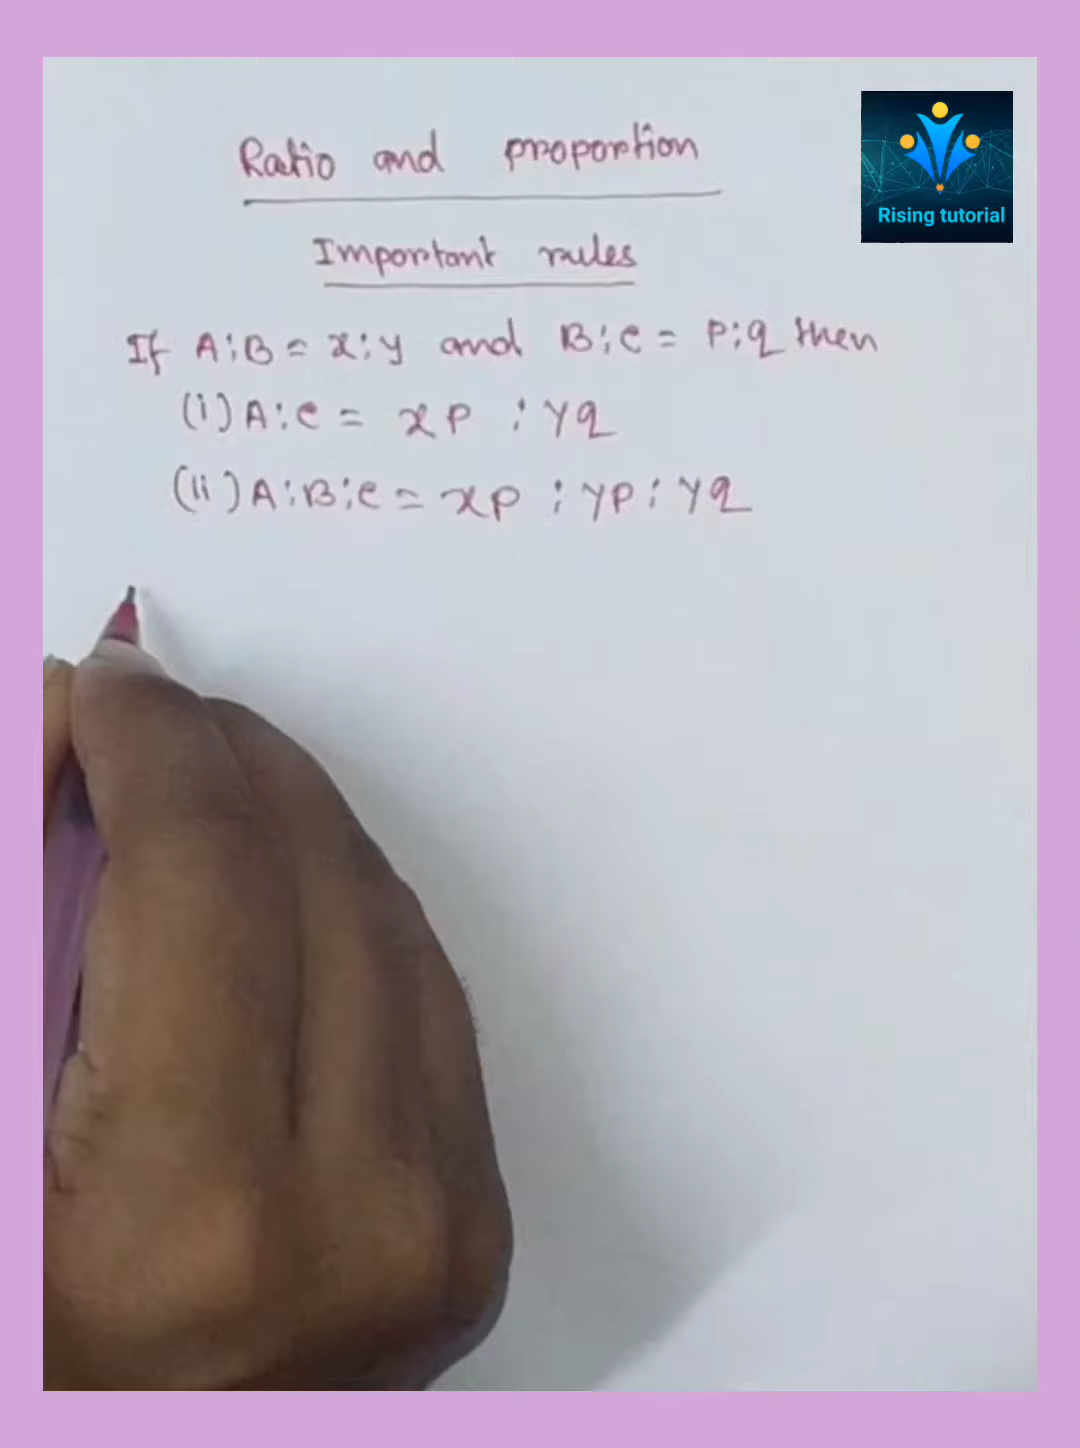 Ratio and proportion
Rising tutorial
Important rules
If A:B = x:y and B:C = P:q then
(i) A:C = xP : yq
(ii) A:B:C = xp : yp : yq